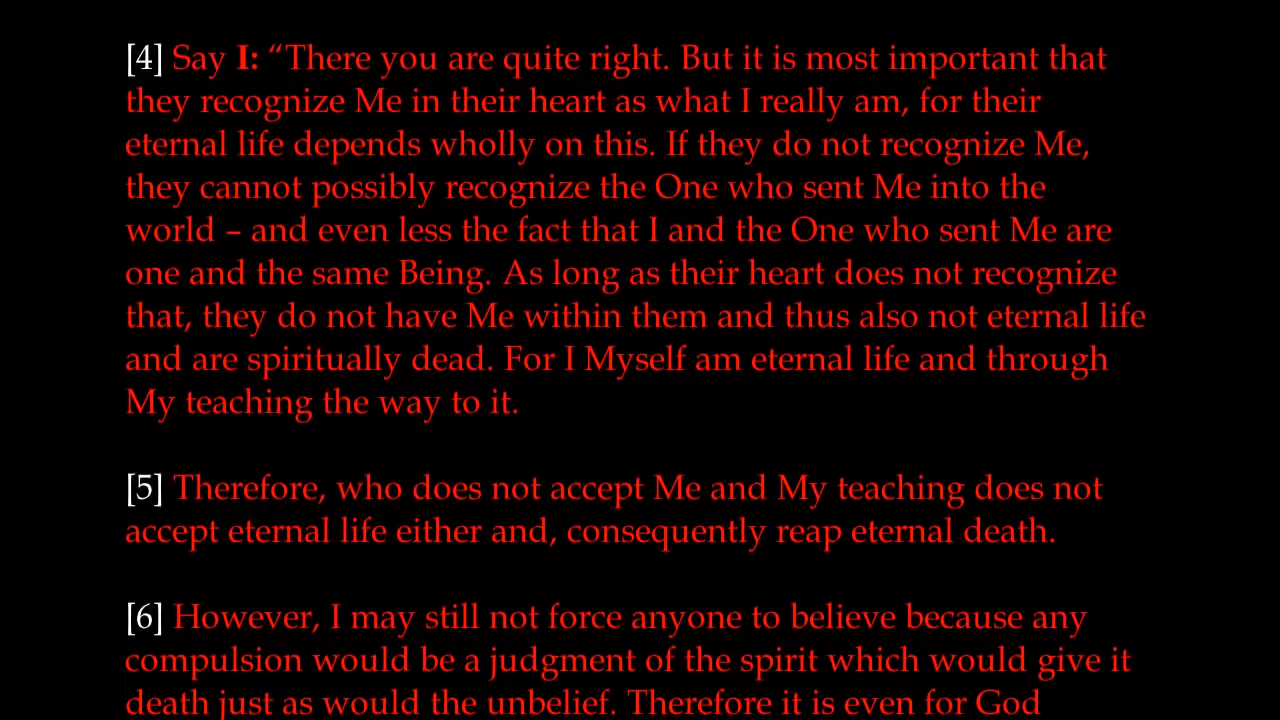 [4] Say I: “There you are quite right. But it is most important that
they recognize Me in their heart as what I really am, for their
eternal life depends wholly on this. If they do not recognize Me,
they cannot possibly recognize the One who sent Me into the
world – and even less the fact that I and the One who sent Me are
one and the same Being. As long as their heart does not recognize
that, they do not have Me within them and thus also not eternal life
and are spiritually dead. For I Myself am eternal life and through
My teaching the way to it.
[5] Therefore, who does not accept Me and My teaching does not
accept eternal life either and, consequently reap eternal death.
[6] However, I may still not force anyone to believe because any
compulsion would be a judgment of the spirit which would give it
death just as would the unbelief. Therefore it is even for God